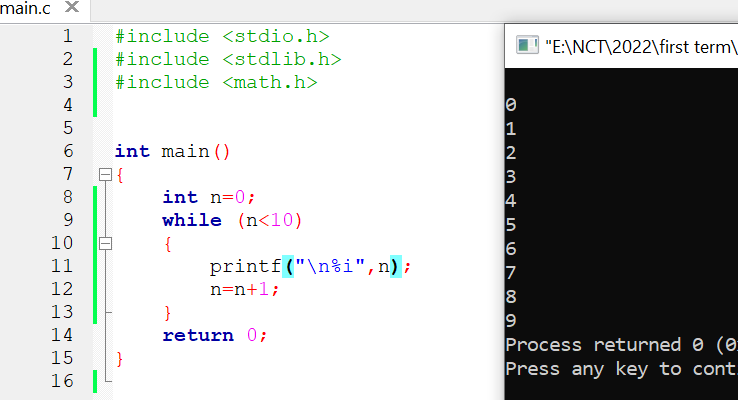 main.c ✕
1 #include <stdio.h>
2 #include <stdlib.h>
3 #include <math.h>
4
5
6 int main()
7 {
8     int n=0;
9     while (n<10)
10     {
11         printf("\n%i",n);
12         n=n+1;
13     }
14     return 0;
15 }
16
"E:\NCT\2022\first term\
0
1
2
3
4
5
6
7
8
9
Process returned 0 (0
Press any key to cont